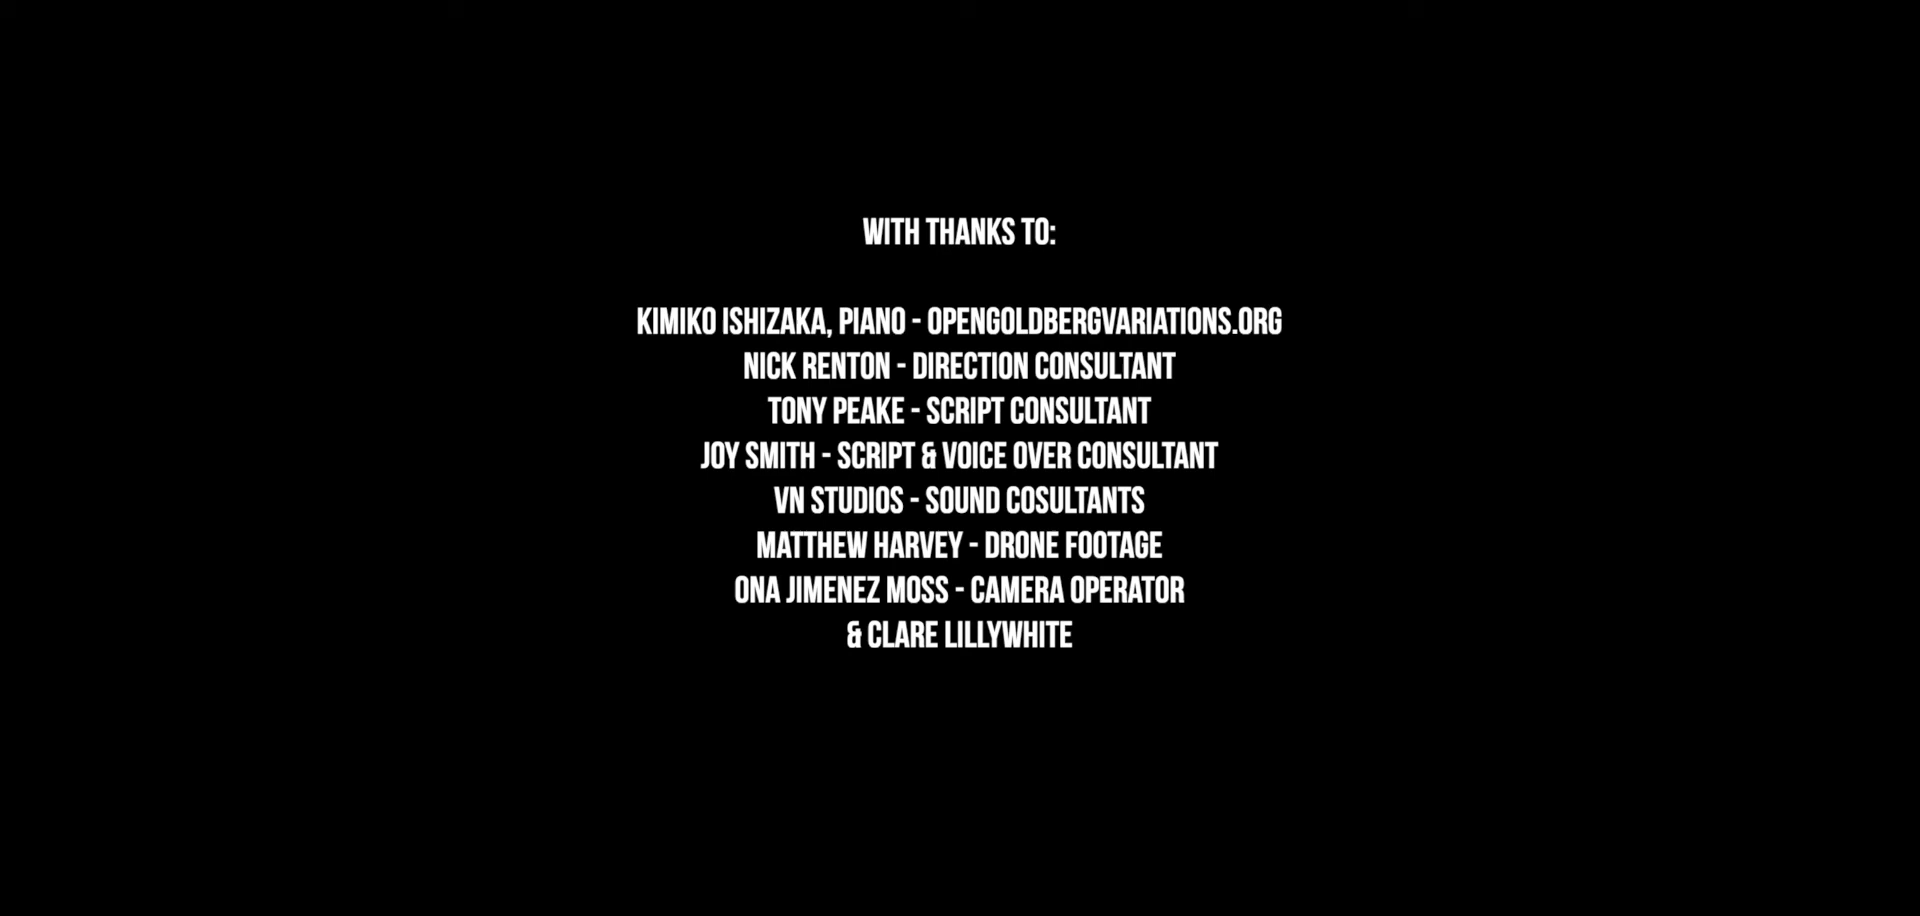 WITH THANKS TO:
KIMIKO ISHIZAKA, PIANO - OPENGOLDBERGVARIATIONS.ORG
NICK RENTON - DIRECTION CONSULTANT
TONY PEAKE - SCRIPT CONSULTANT
JOY SMITH - SCRIPT & VOICE OVER CONSULTANT
VN STUDIOS - SOUND COSULTANTS
MATTHEW HARVEY - DRONE FOOTAGE
ONA JIMENEZ MOSS - CAMERA OPERATOR
& CLARE LILLYWHITE